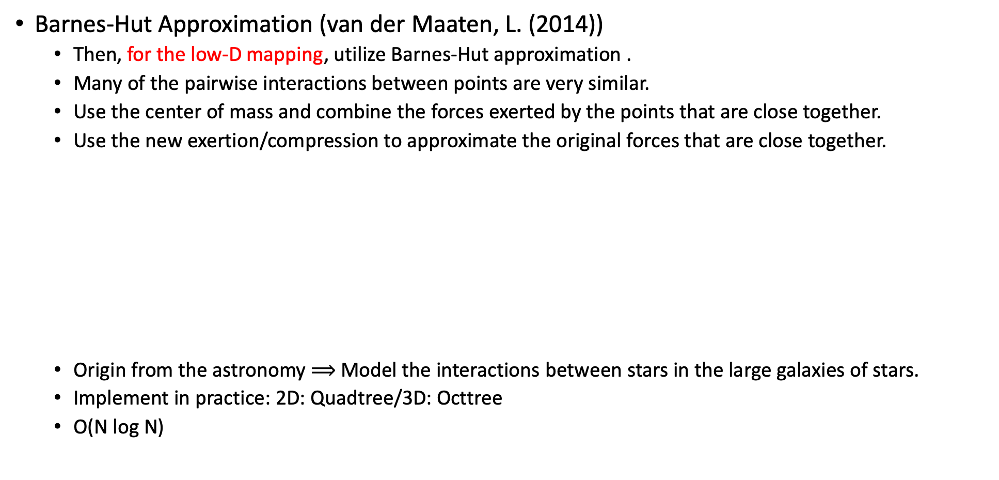 • Barnes-Hut Approximation (van der Maaten, L. (2014))
• Then, for the low-D mapping, utilize Barnes-Hut approximation .
• Many of the pairwise interactions between points are very similar.
• Use the center of mass and combine the forces exerted by the points that are close together.
• Use the new exertion/compression to approximate the original forces that are close together.
• Origin from the astronomy ⟹ Model the interactions between stars in the large galaxies of stars.
• Implement in practice: 2D: Quadtree/3D: Octtree
• O(N log N)